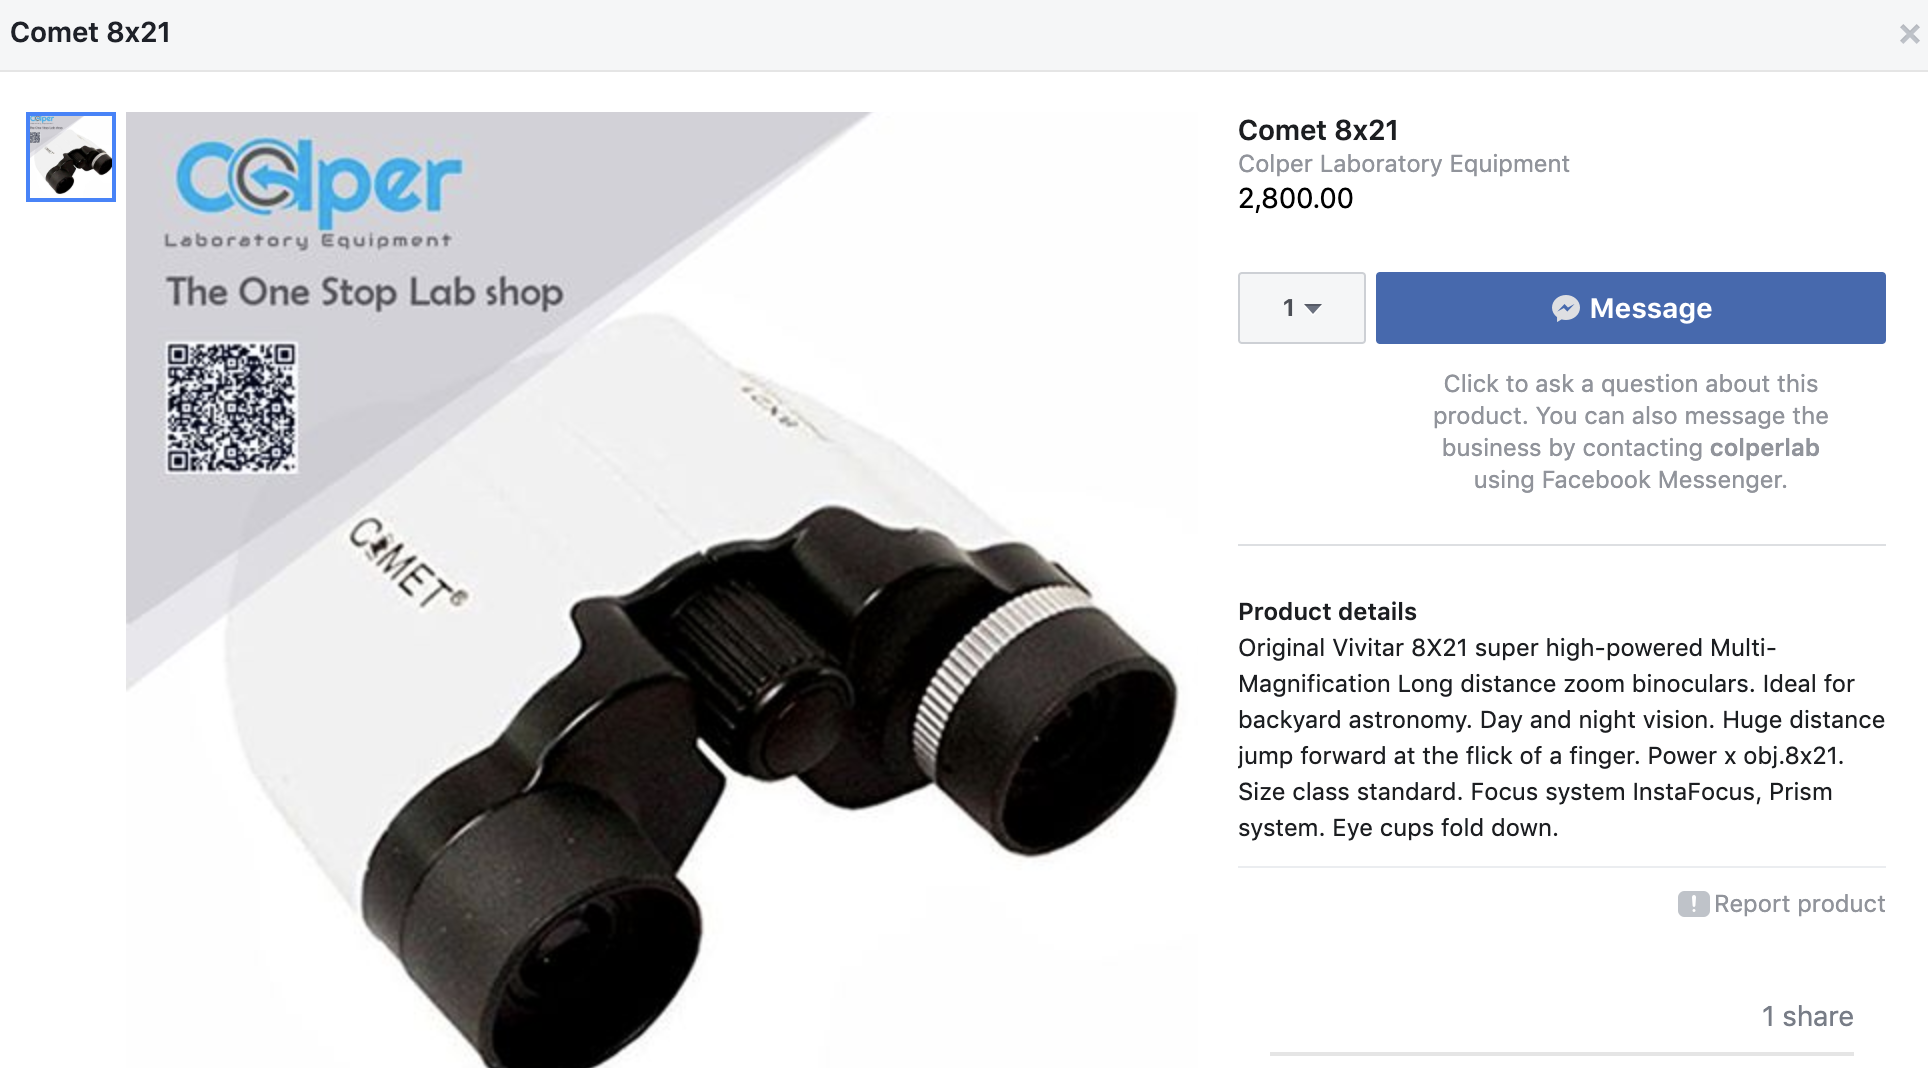 Comet 8x21
Colper
Laboratory Equipment
The One Stop Lab shop
COMET®
Comet 8x21
Colper Laboratory Equipment
2,800.00
1
Message
Click to ask a question about this
product. You can also message the
business by contacting colperlab
using Facebook Messenger.
Product details
Original Vivitar 8X21 super high-powered Multi-
Magnification Long distance zoom binoculars. Ideal for
backyard astronomy. Day and night vision. Huge distance
jump forward at the flick of a finger. Power x obj.8x21.
Size class standard. Focus system InstaFocus, Prism
system. Eye cups fold down.
Report product
1 share